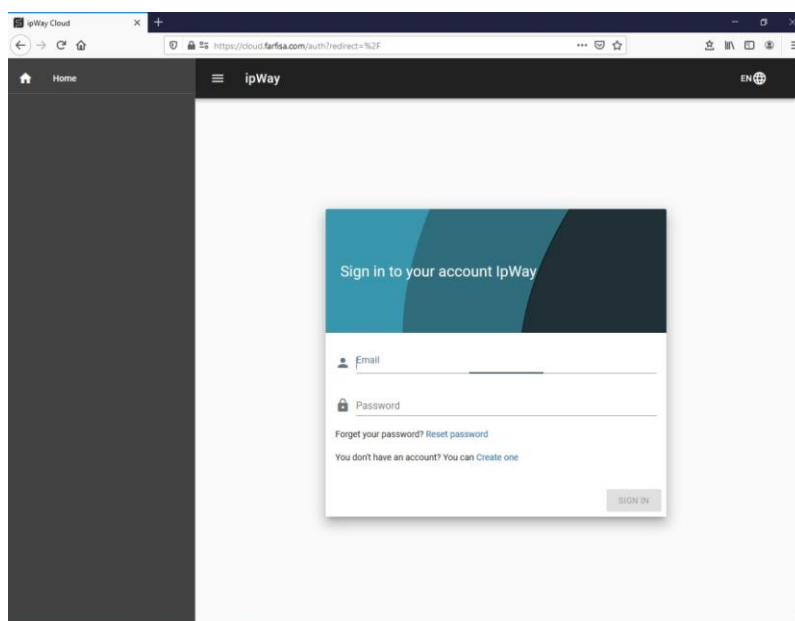 ipWay Cloud
https://cloud.farfisa.com/auth?redirect=%2F
Home
ipWay
EN
Sign in to your account IpWay
Email
Password
Forget your password? Reset password
You don't have an account? You can Create one
SIGN IN